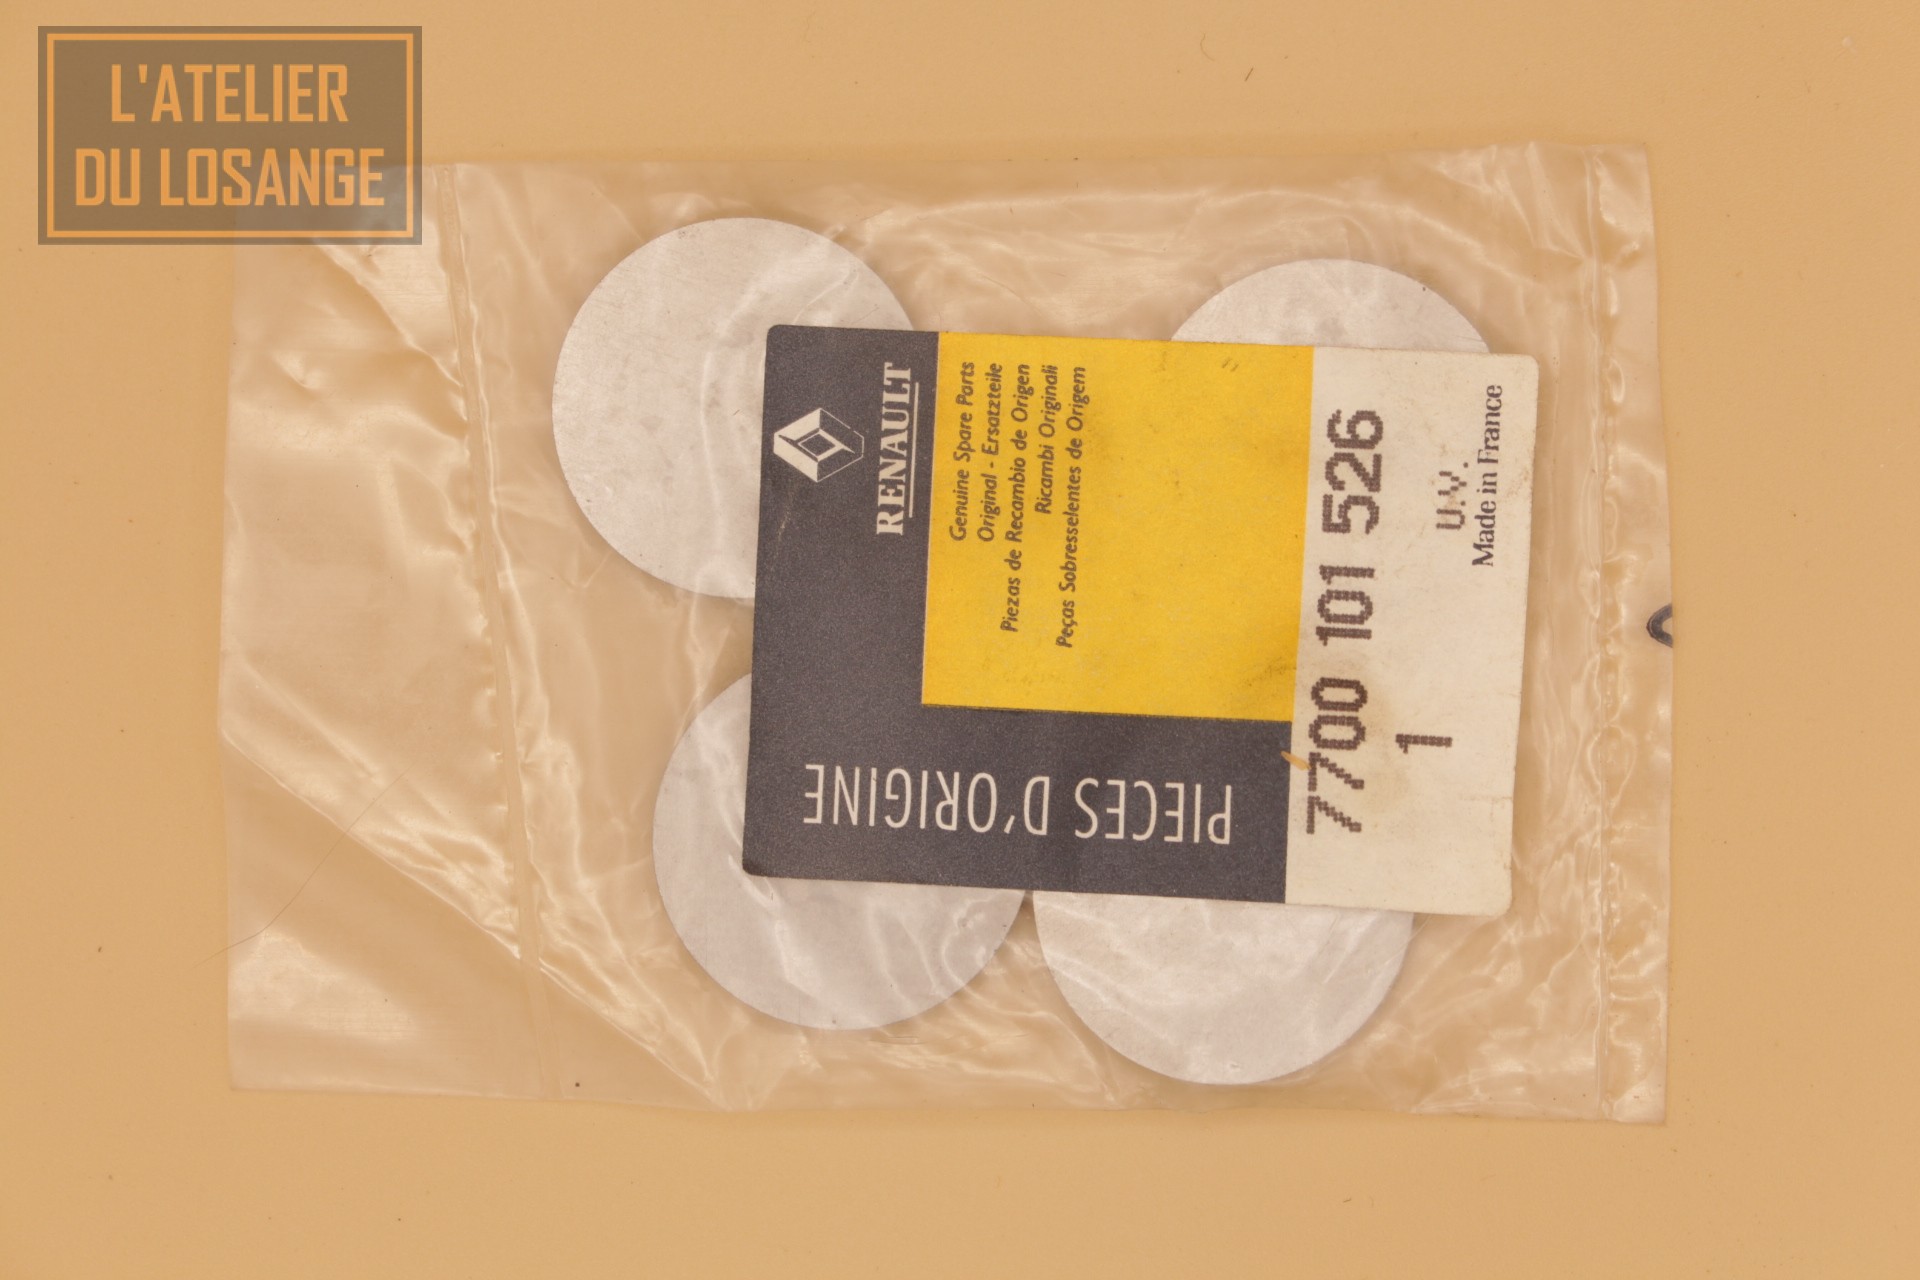 L'ATELIER
DU LOSANGE
RENAULT
Genuine Spare Parts
Original - Ersatzteile
Piezas de Recambio de Origen
Ricambi Originali
Peças Sobresselentes de Origem
PIECES D'ORIGINE
7700 101 526
1
U.V.
Made in France